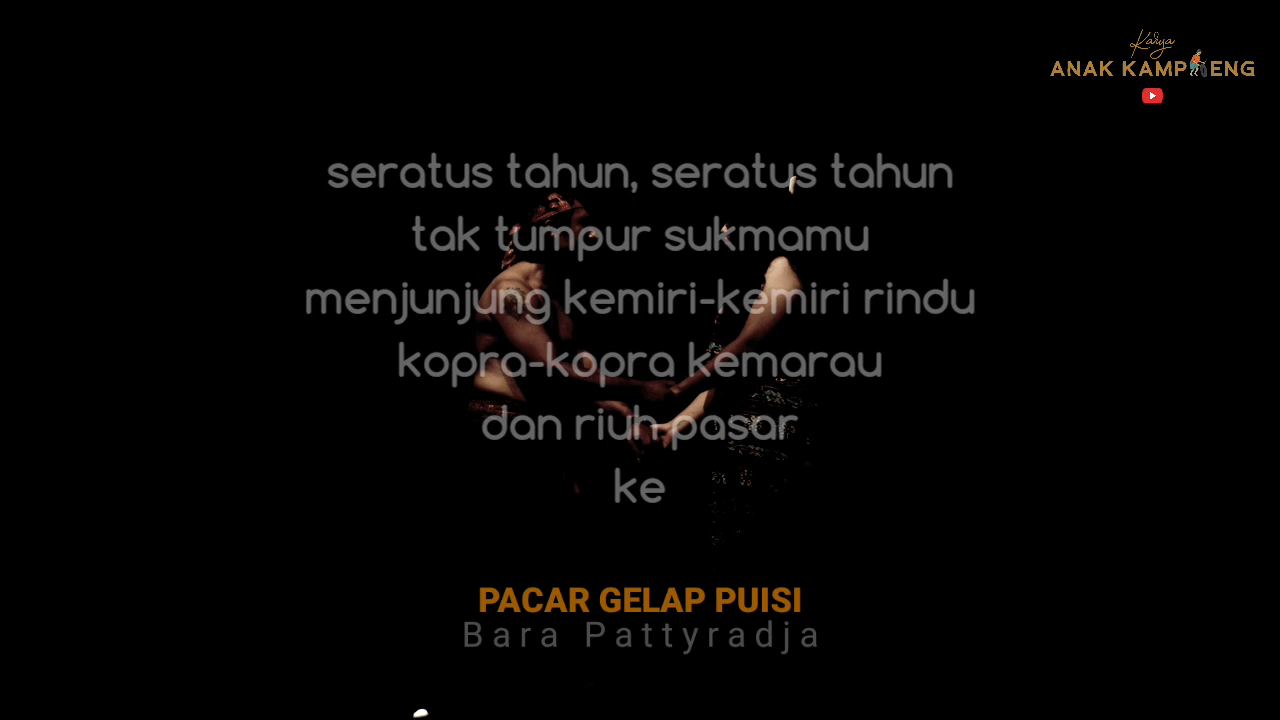 Karya
ANAK KAMPOENG
seratus tahun, seratus tahun
tak tumpur sukmamu
menjunjung kemiri-kemiri rindu
kopra-kopra kemarau
dan riuh pasar
ke
PACAR GELAP PUISI
Bara Pattyradja